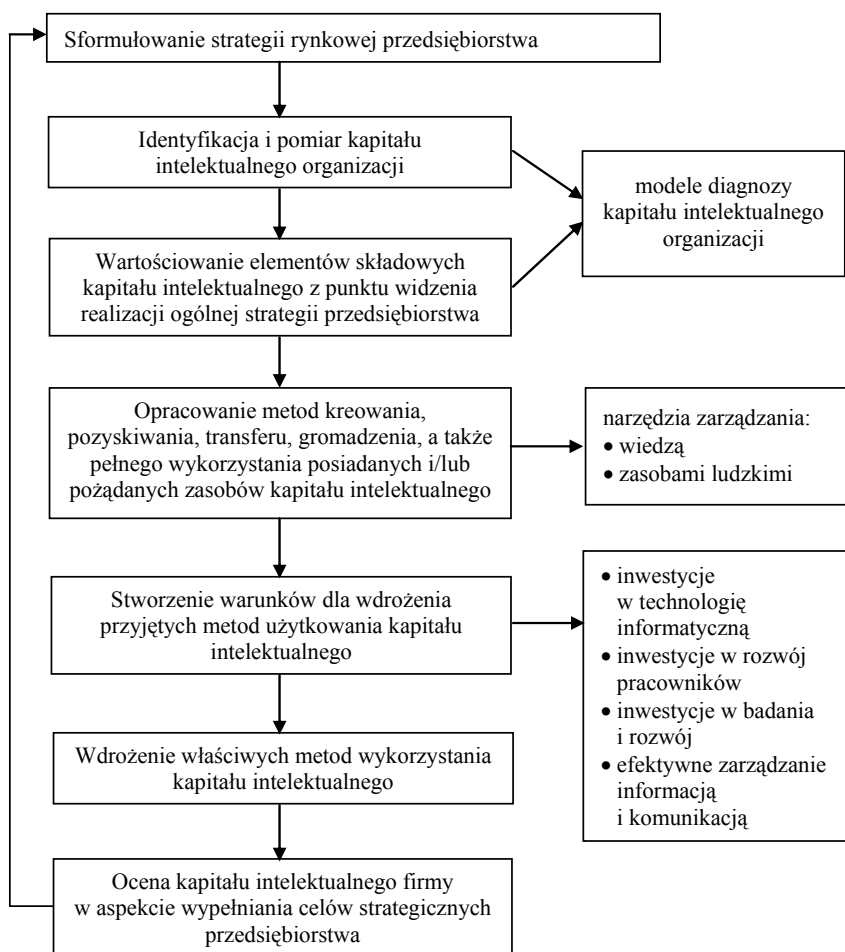 Sformułowanie strategii rynkowej przedsiębiorstwa
Identyfikacja i pomiar kapitału
intelektualnego organizacji
modele diagnozy
kapitału intelektualnego
organizacji
Wartościowanie elementów składowych
kapitału intelektualnego z punktu widzenia
realizacji ogólnej strategii przedsiębiorstwa
Opracowanie metod kreowania,
pozyskiwania, transferu, gromadzenia, a także
pełnego wykorzystania posiadanych i/lub
pożądanych zasobów kapitału intelektualnego
narzędzia zarządzania:
• wiedzą
• zasobami ludzkimi
Stworzenie warunków dla wdrożenia
przyjętych metod użytkowania kapitału
intelektualnego
• inwestycje
w technologię
informatyczną
• inwestycje w rozwój
pracowników
• inwestycje w badania
i rozwój
• efektywne zarządzanie
informacją
i komunikacją
Wdrożenie właściwych metod wykorzystania
kapitału intelektualnego
Ocena kapitału intelektualnego firmy
w aspekcie wypełniania celów strategicznych
przedsiębiorstwa